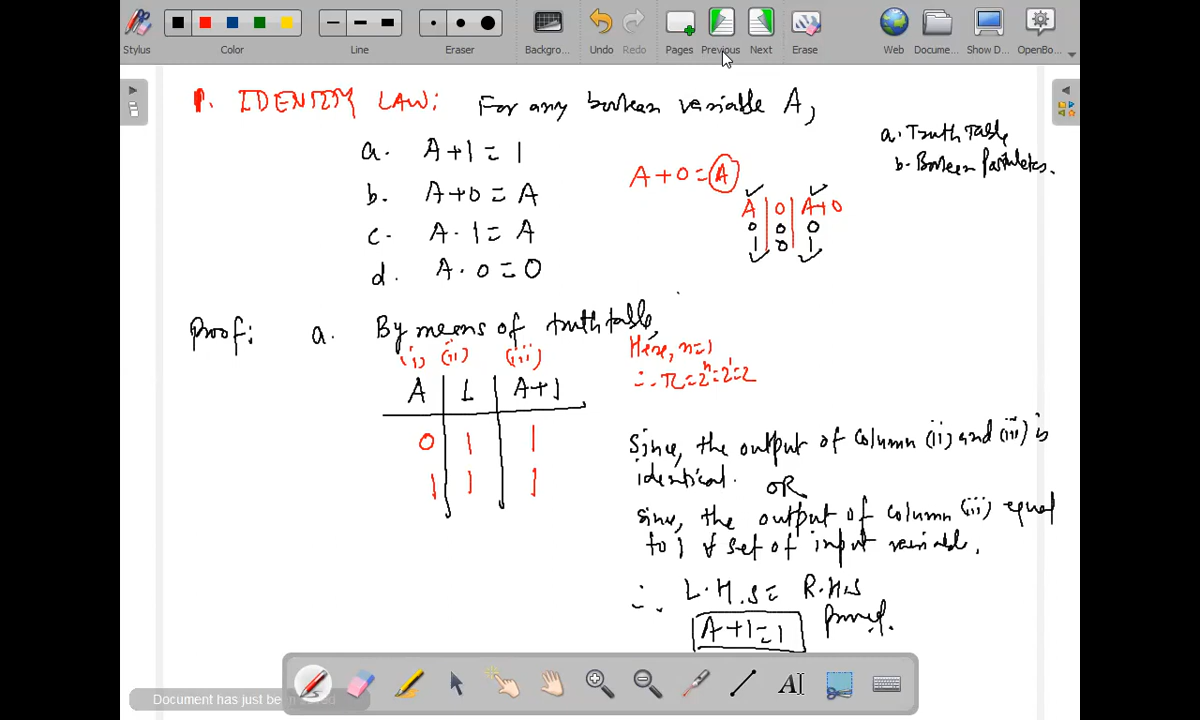 Stylus Color Line Eraser Backgro... Undo Redo Pages Previous Next Erase Web Docume... Show D... OpenBo...
1. IDENTITY LAW: For any boolean variable A,
a. A+1=1
b. A+0=A
c. A·1=A
d. A·0=0
a. Truth Table
b. Boolean Postulates.
A+0=A
A | 0 | A+0
0 0 0
1 0 1
Proof: a. By means of truth table,
(i) (ii) (iii)
A | 1 | A+1
0 1 1
1 1 1
Here, n=1
∴ r=2ⁿ=2¹=2
Since, the output of column (ii) and (iii) is
identical. OR
Since, the output of column (iii) equal
to 1 ∀ set of input variable.
∴ L.H.S = R.H.S
A+1=1 proved.
Document has just be